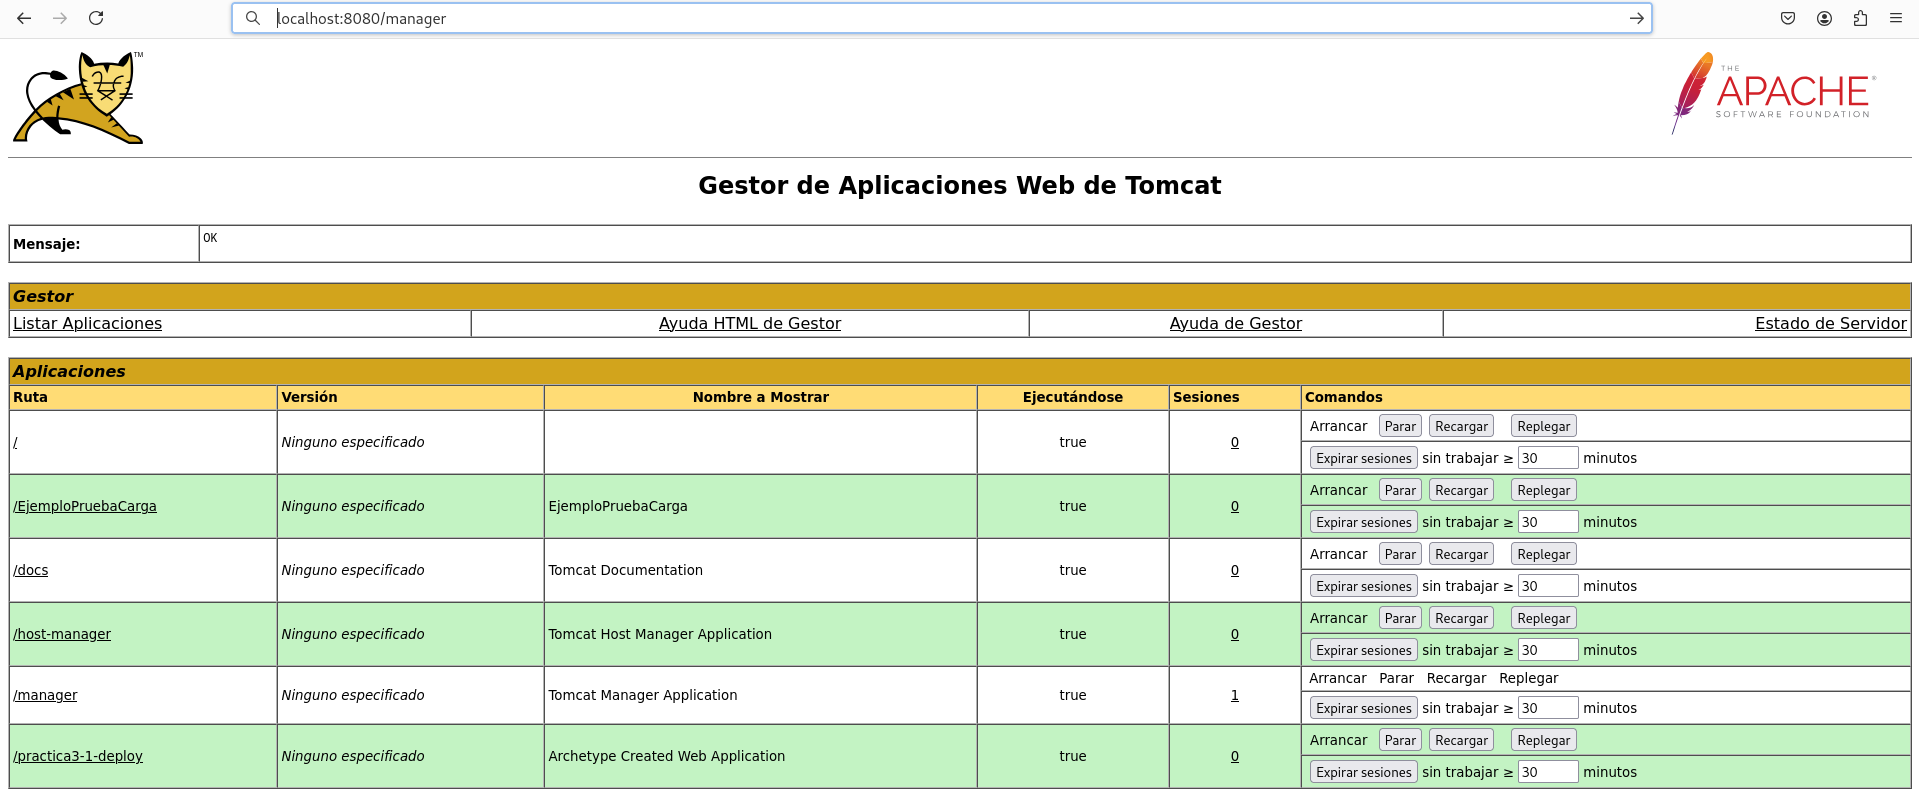 localhost:8080/manager
TM
THE
APACHE®
SOFTWARE FOUNDATION
Gestor de Aplicaciones Web de Tomcat
Mensaje: OK
Gestor
Listar Aplicaciones Ayuda HTML de Gestor Ayuda de Gestor Estado de Servidor
Aplicaciones
Ruta Versión Nombre a Mostrar Ejecutándose Sesiones Comandos
/ Ninguno especificado true 0 Arrancar Parar Recargar Replegar
Expirar sesiones sin trabajar ≥ 30 minutos
/EjemploPruebaCarga Ninguno especificado EjemploPruebaCarga true 0 Arrancar Parar Recargar Replegar
Expirar sesiones sin trabajar ≥ 30 minutos
/docs Ninguno especificado Tomcat Documentation true 0 Arrancar Parar Recargar Replegar
Expirar sesiones sin trabajar ≥ 30 minutos
/host-manager Ninguno especificado Tomcat Host Manager Application true 0 Arrancar Parar Recargar Replegar
Expirar sesiones sin trabajar ≥ 30 minutos
/manager Ninguno especificado Tomcat Manager Application true 1 Arrancar Parar Recargar Replegar
Expirar sesiones sin trabajar ≥ 30 minutos
/practica3-1-deploy Ninguno especificado Archetype Created Web Application true 0 Arrancar Parar Recargar Replegar
Expirar sesiones sin trabajar ≥ 30 minutos